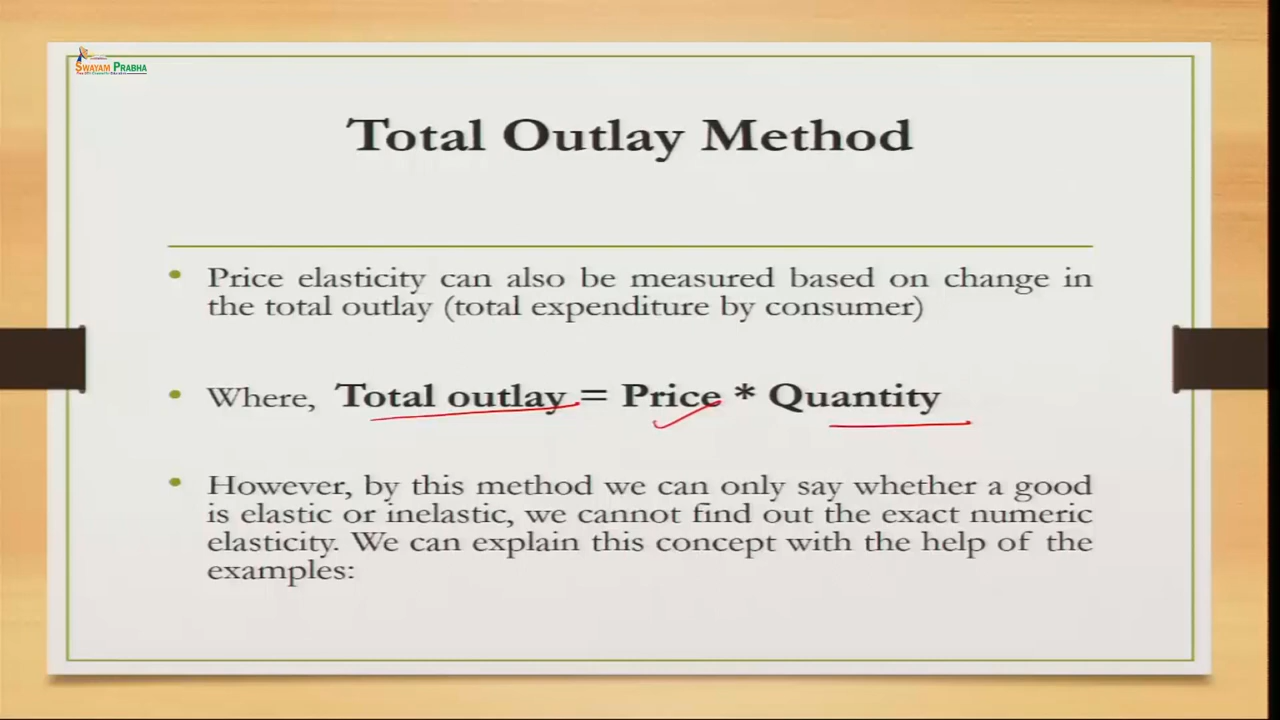 SWAYAM PRABHA
Total Outlay Method
• Price elasticity can also be measured based on change in
the total outlay (total expenditure by consumer)
• Where, Total outlay = Price * Quantity
• However, by this method we can only say whether a good
is elastic or inelastic, we cannot find out the exact numeric
elasticity. We can explain this concept with the help of the
examples: